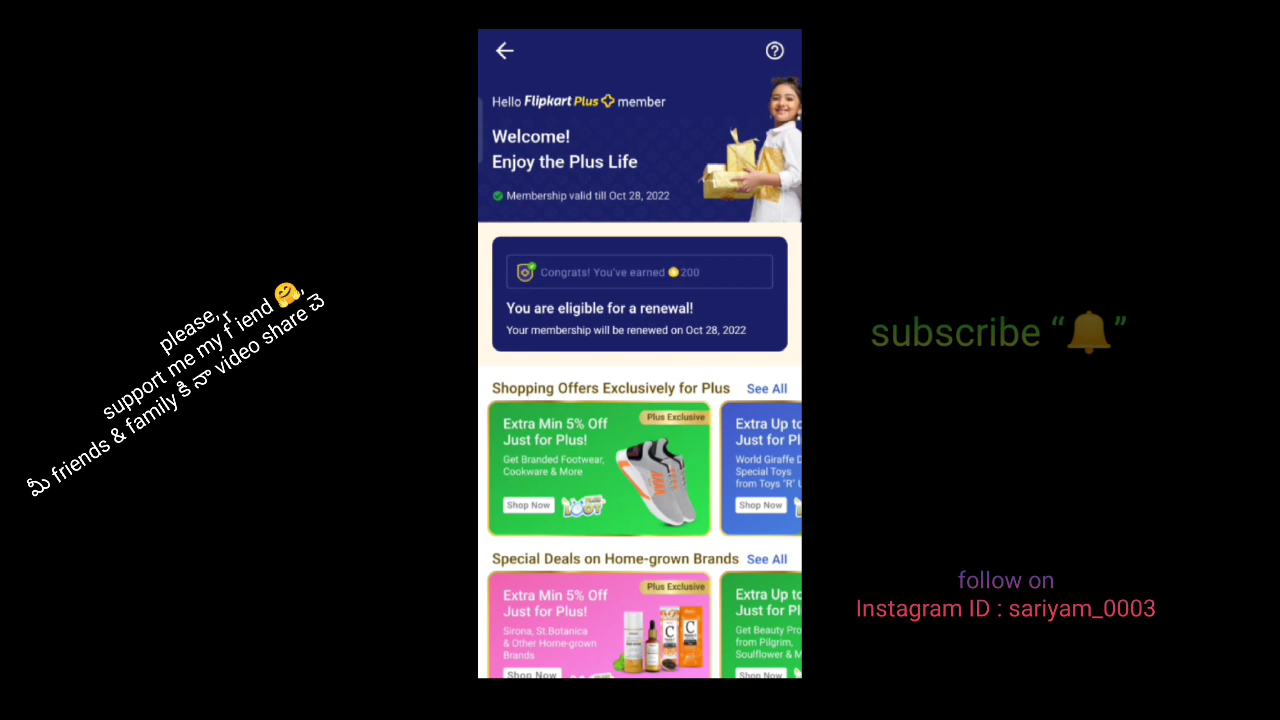 Hello Flipkart Plus member
Welcome!
Enjoy the Plus Life
Membership valid till Oct 28, 2022
Congrats! You've earned 200
You are eligible for a renewal!
Your membership will be renewed on Oct 28, 2022
Shopping Offers Exclusively for Plus See All
Plus Exclusive
Extra Min 5% Off
Just for Plus!
Get Branded Footwear,
Cookware & More
Shop Now
LOOT
Extra Up to
Just for Pl
World Giraffe D
Special Toys
from Toys "R" U
Shop Now
Special Deals on Home-grown Brands See All
Plus Exclusive
Extra Min 5% Off
Just for Plus!
Sirona, St.Botanica
& Other Home-grown
Brands
Shop Now
Extra Up to
Just for Pl
Get Beauty Pro
from Pilgrim,
Soulflower & M
Shop Now
please,
support me my f r iend 🤗,
మీ friends & family కి నా video share చె
subscribe “🔔”
follow on
Instagram ID : sariyam_0003